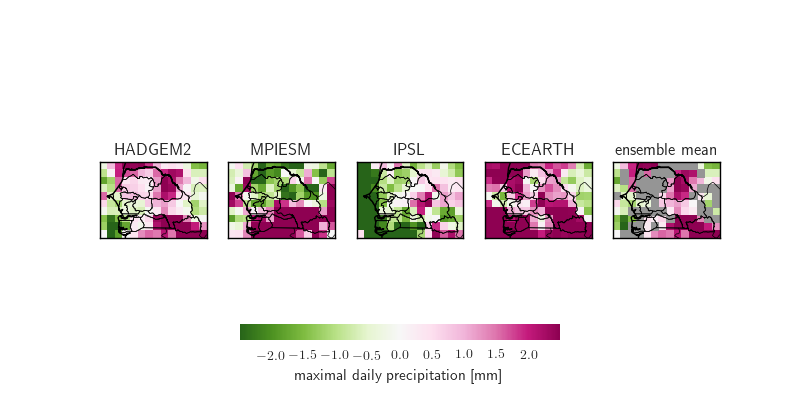 HADGEM2 MPIESM IPSL ECEARTH ensemble mean
−2.0 −1.5 −1.0 −0.5 0.0 0.5 1.0 1.5 2.0
maximal daily precipitation [mm]